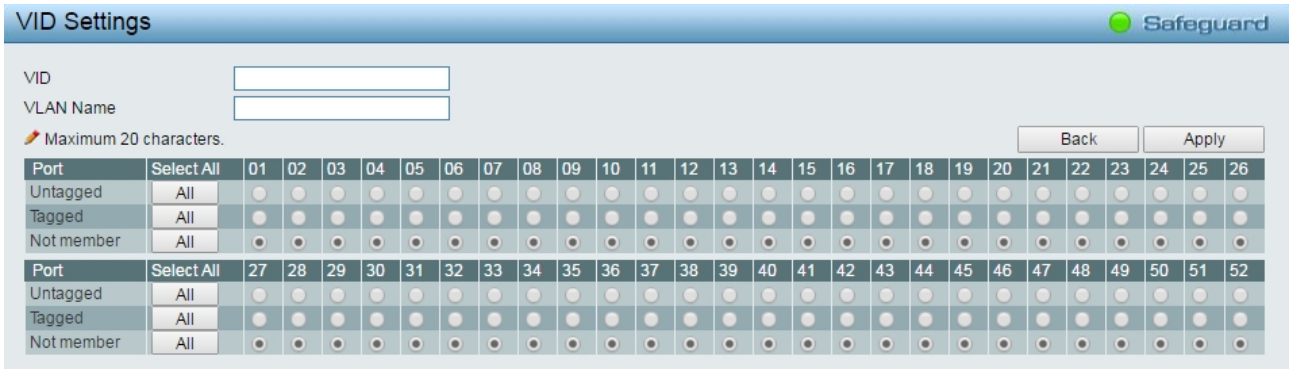 VID Settings
Safeguard
VID
VLAN Name
Maximum 20 characters.
Back Apply
Port Select All 01 02 03 04 05 06 07 08 09 10 11 12 13 14 15 16 17 18 19 20 21 22 23 24 25 26
Untagged All
Tagged All
Not member All
Port Select All 27 28 29 30 31 32 33 34 35 36 37 38 39 40 41 42 43 44 45 46 47 48 49 50 51 52
Untagged All
Tagged All
Not member All